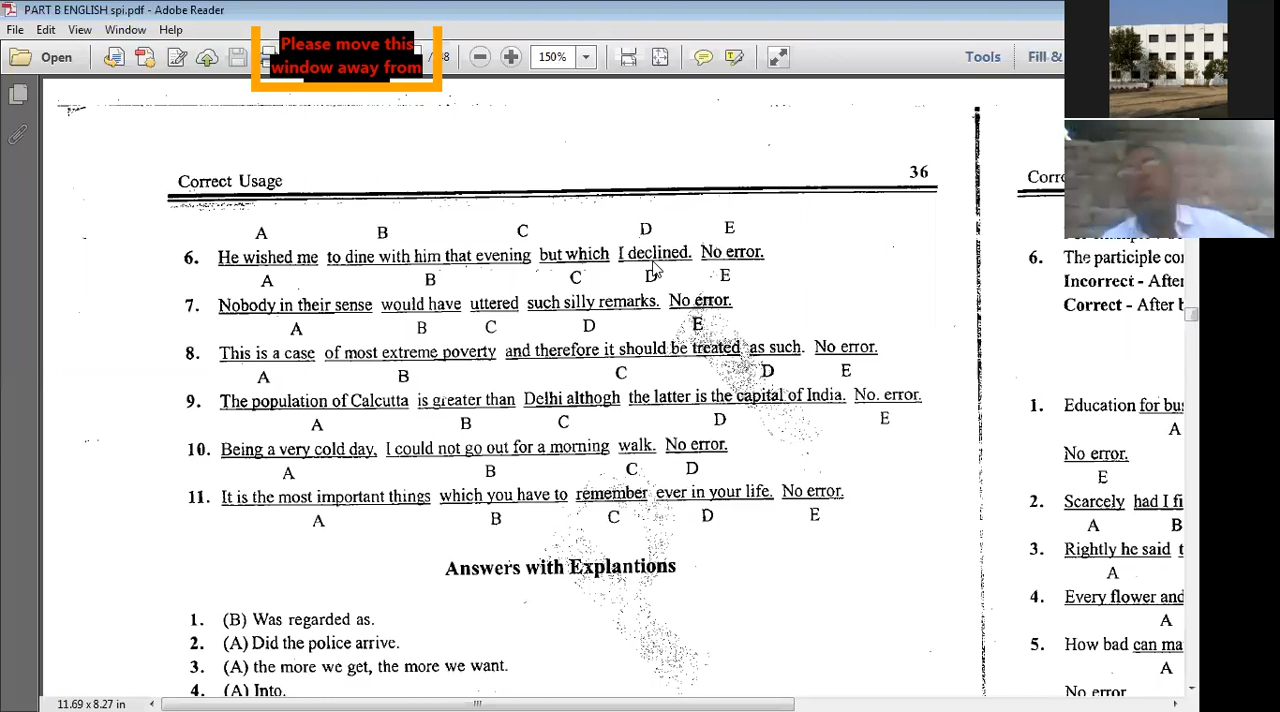 PART B ENGLISH.spi.pdf - Adobe Reader
File Edit View Window Help
Open Please move this window away from /38 150% Tools Fill &
Correct Usage 36
A B C D E
6. He wished me to dine with him that evening but which I declined. No error.
A B C D E
7. Nobody in their sense would have uttered such silly remarks. No error.
A B C D E
8. This is a case of most extreme poverty and therefore it should be treated as such. No error.
A B C D E
9. The population of Calcutta is greater than Delhi althogh the latter is the capital of India. No. error.
A B C D E
10. Being a very cold day, I could not go out for a morning walk. No error.
A B C D
11. It is the most important things which you have to remember ever in your life. No error.
A B C D E
Answers with Explantions
1. (B) Was regarded as.
2. (A) Did the police arrive.
3. (A) the more we get, the more we want.
4. (A) Into.
Corr
6. The participle co
Incorrect - After
Correct - After b
1. Education for bus
A
No error.
E
2. Scarcely had I fi
A B
3. Rightly he said t
A
4. Every flower and
A
5. How bad can ma
A
No error
11.69 x 8.27 in